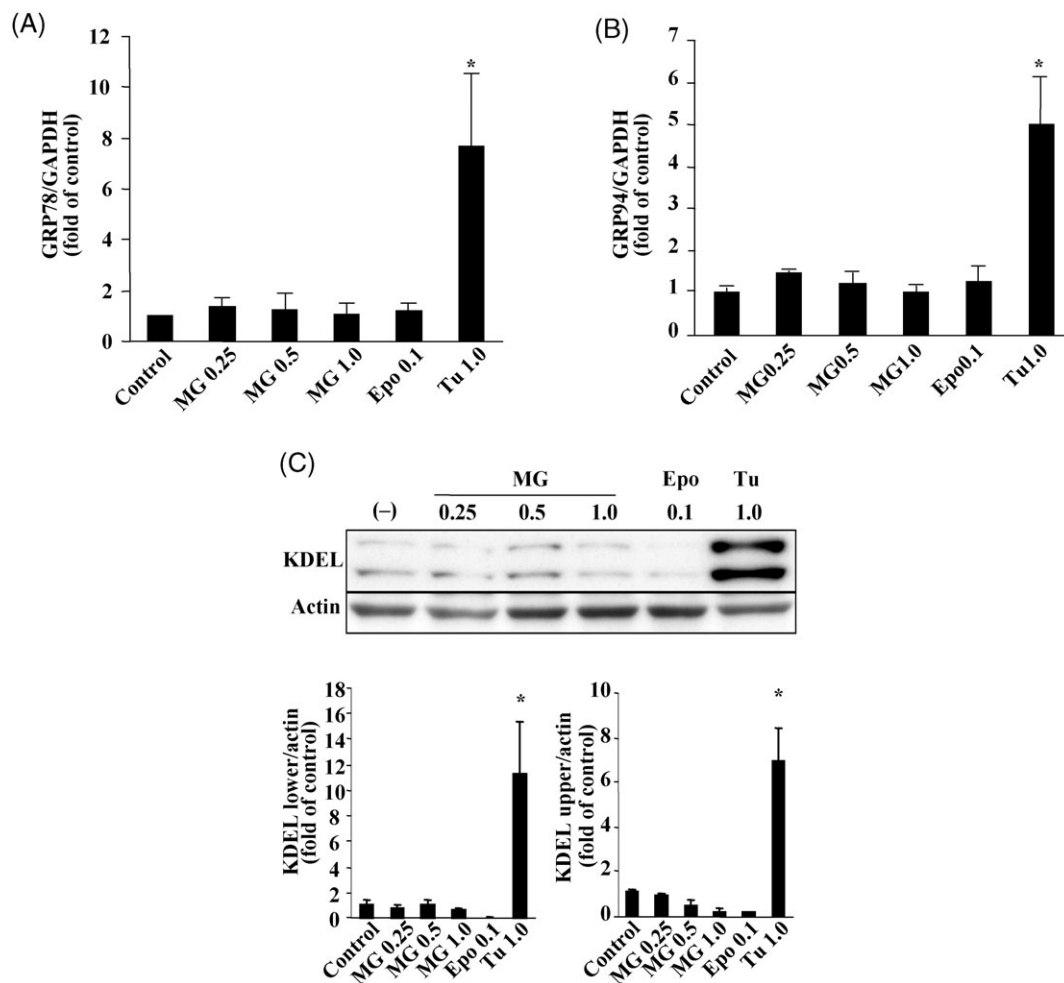 (A)
GRP78/GAPDH
(fold of control)
12
10
8
6
4
2
0
Control
MG 0.25
MG 0.5
MG 1.0
Epo 0.1
Tu 1.0
*
(B)
GRP94/GAPDH
(fold of control)
7
6
5
4
3
2
1
0
Control
MG0.25
MG0.5
MG1.0
Epo0.1
Tu1.0
*
(C)
MG Epo Tu
(–) 0.25 0.5 1.0 0.1 1.0
KDEL
Actin
KDEL lower/actin
(fold of control)
18
16
14
12
10
8
6
4
2
0
Control
MG 0.25
MG 0.5
MG 1.0
Epo 0.1
Tu 1.0
*
KDEL upper/actin
(fold of control)
10
8
6
4
2
0
Control
MG 0.25
MG 0.5
MG 1.0
Epo 0.1
Tu 1.0
*